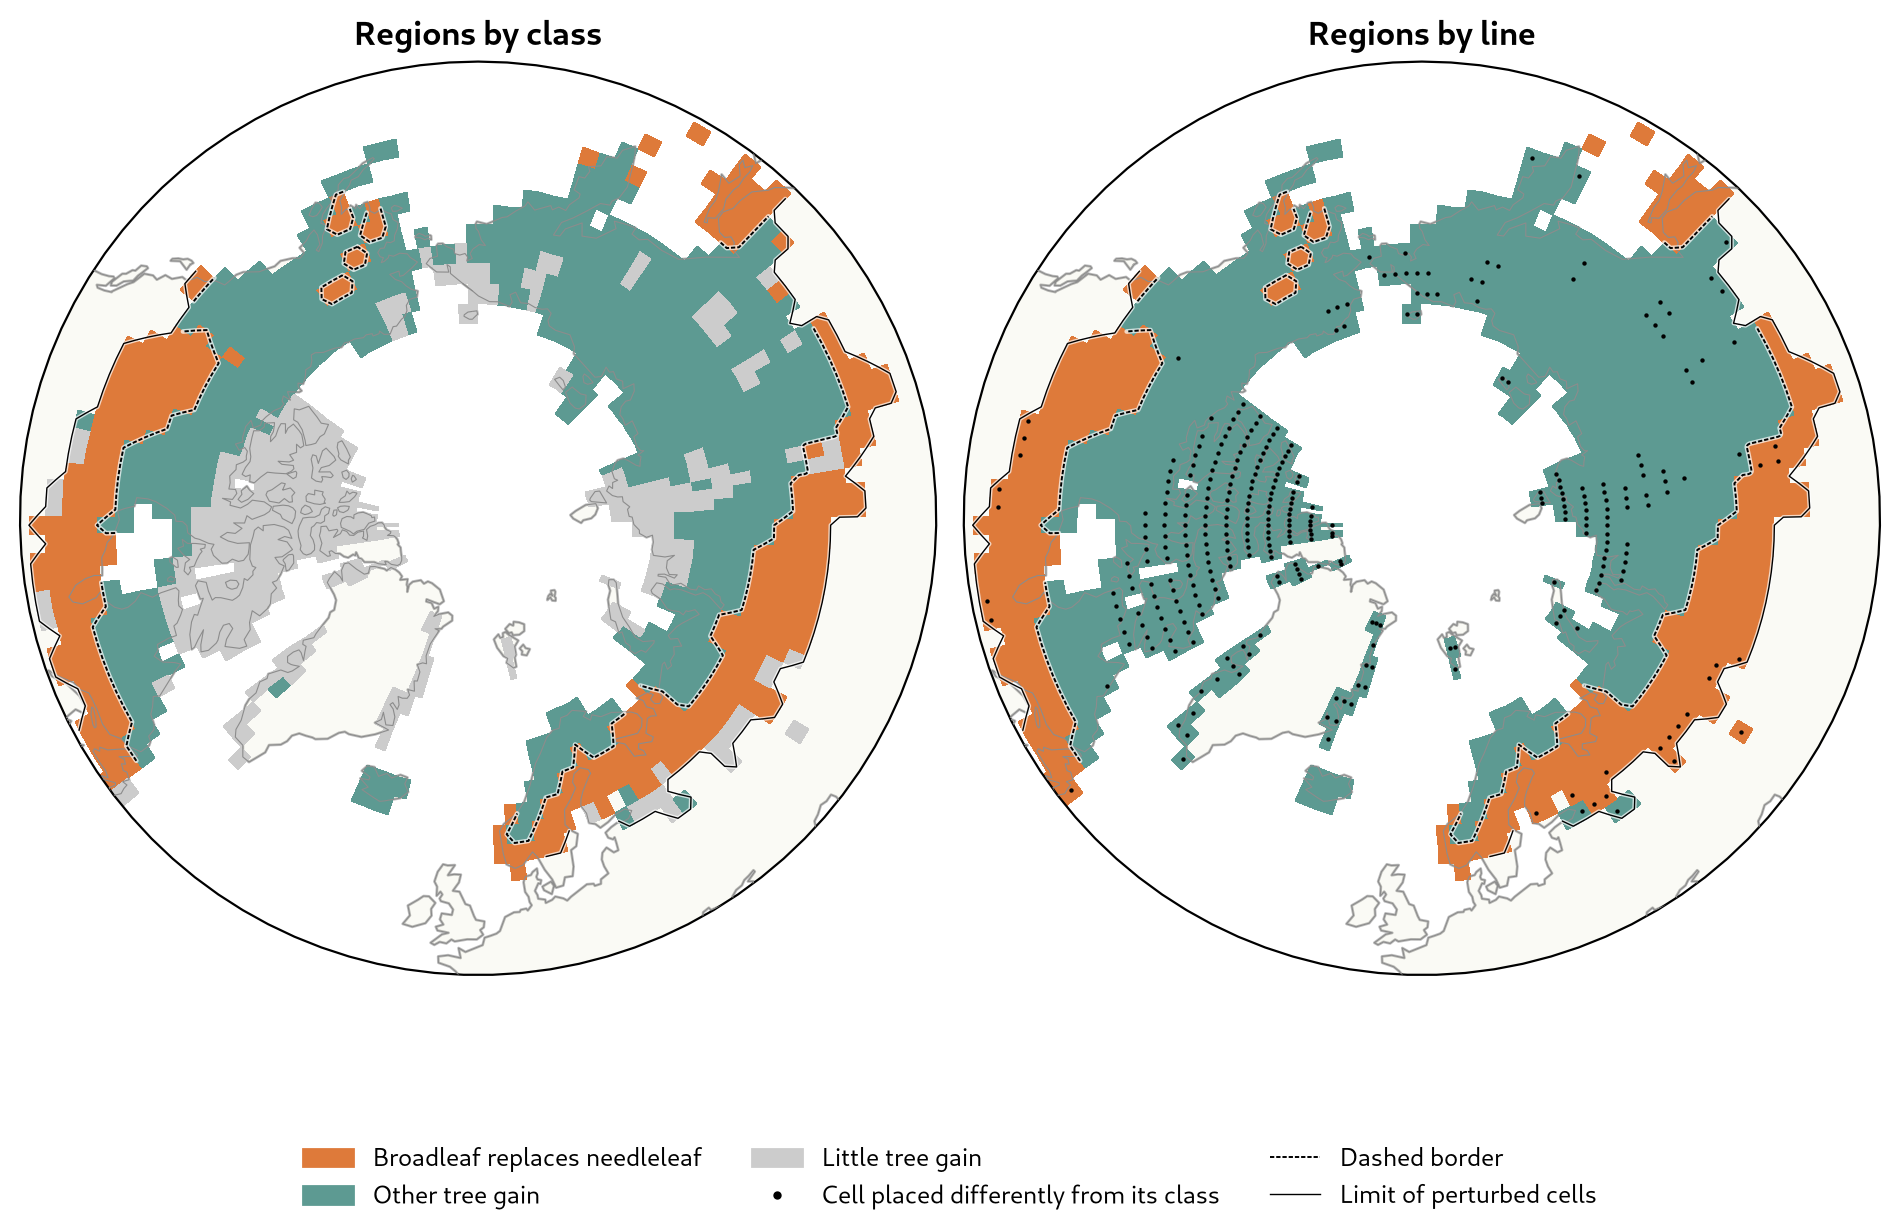 Regions by class
Regions by line
Broadleaf replaces needleleaf
Other tree gain
Little tree gain
Cell placed differently from its class
Dashed border
Limit of perturbed cells